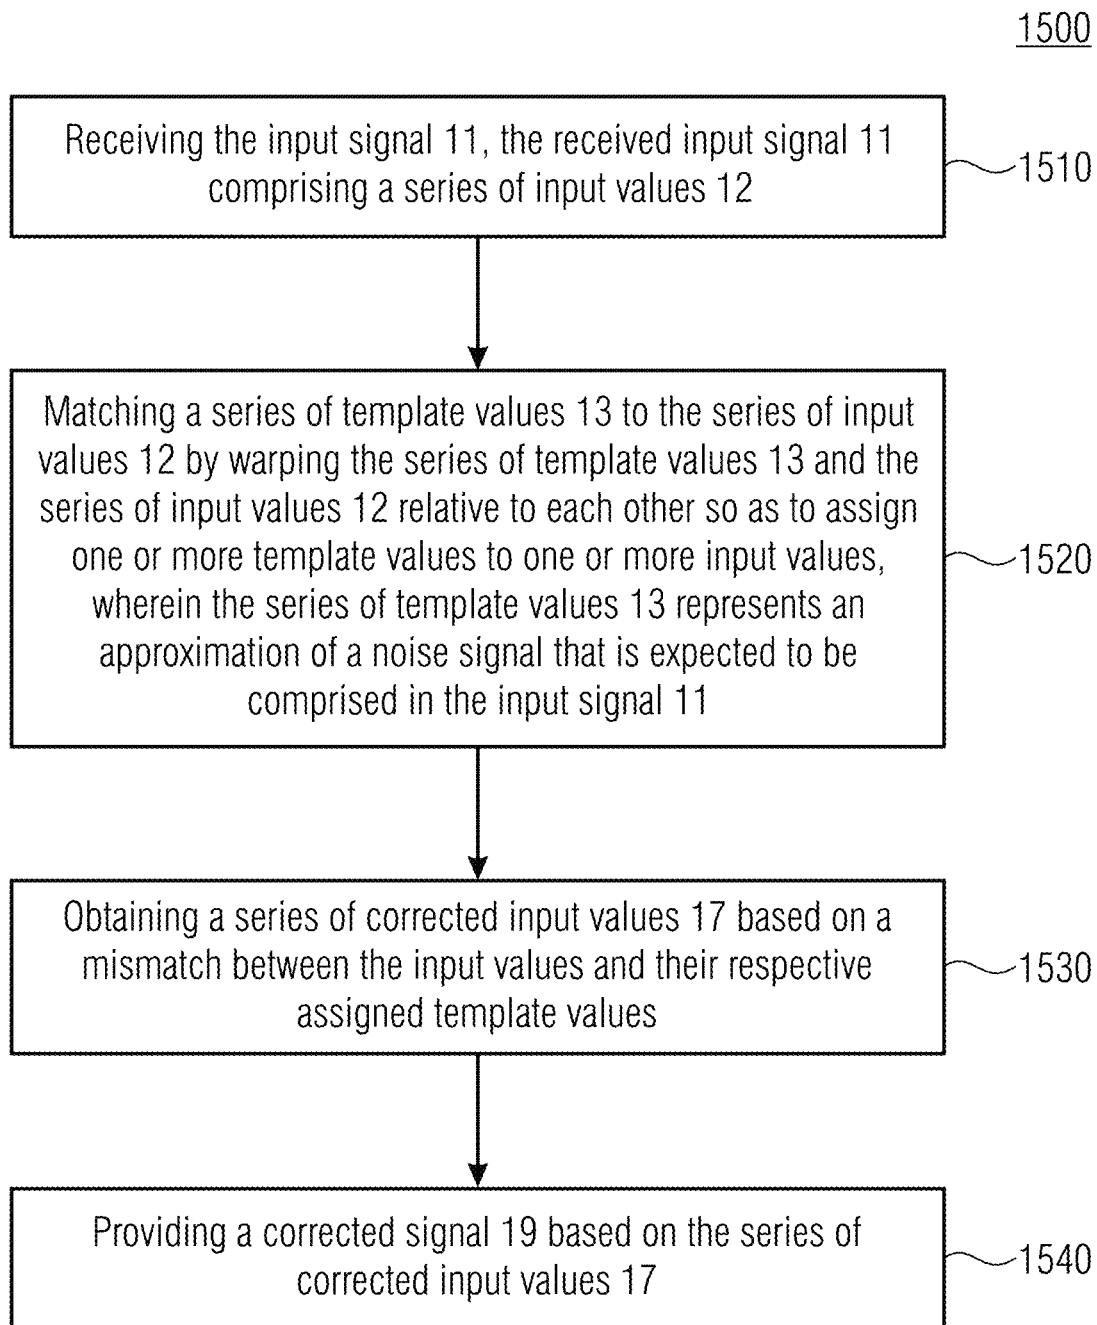 1500
Receiving the input signal 11, the received input signal 11
comprising a series of input values 12
1510
Matching a series of template values 13 to the series of input
values 12 by warping the series of template values 13 and the
series of input values 12 relative to each other so as to assign
one or more template values to one or more input values,
wherein the series of template values 13 represents an
approximation of a noise signal that is expected to be
comprised in the input signal 11
1520
Obtaining a series of corrected input values 17 based on a
mismatch between the input values and their respective
assigned template values
1530
Providing a corrected signal 19 based on the series of
corrected input values 17
1540